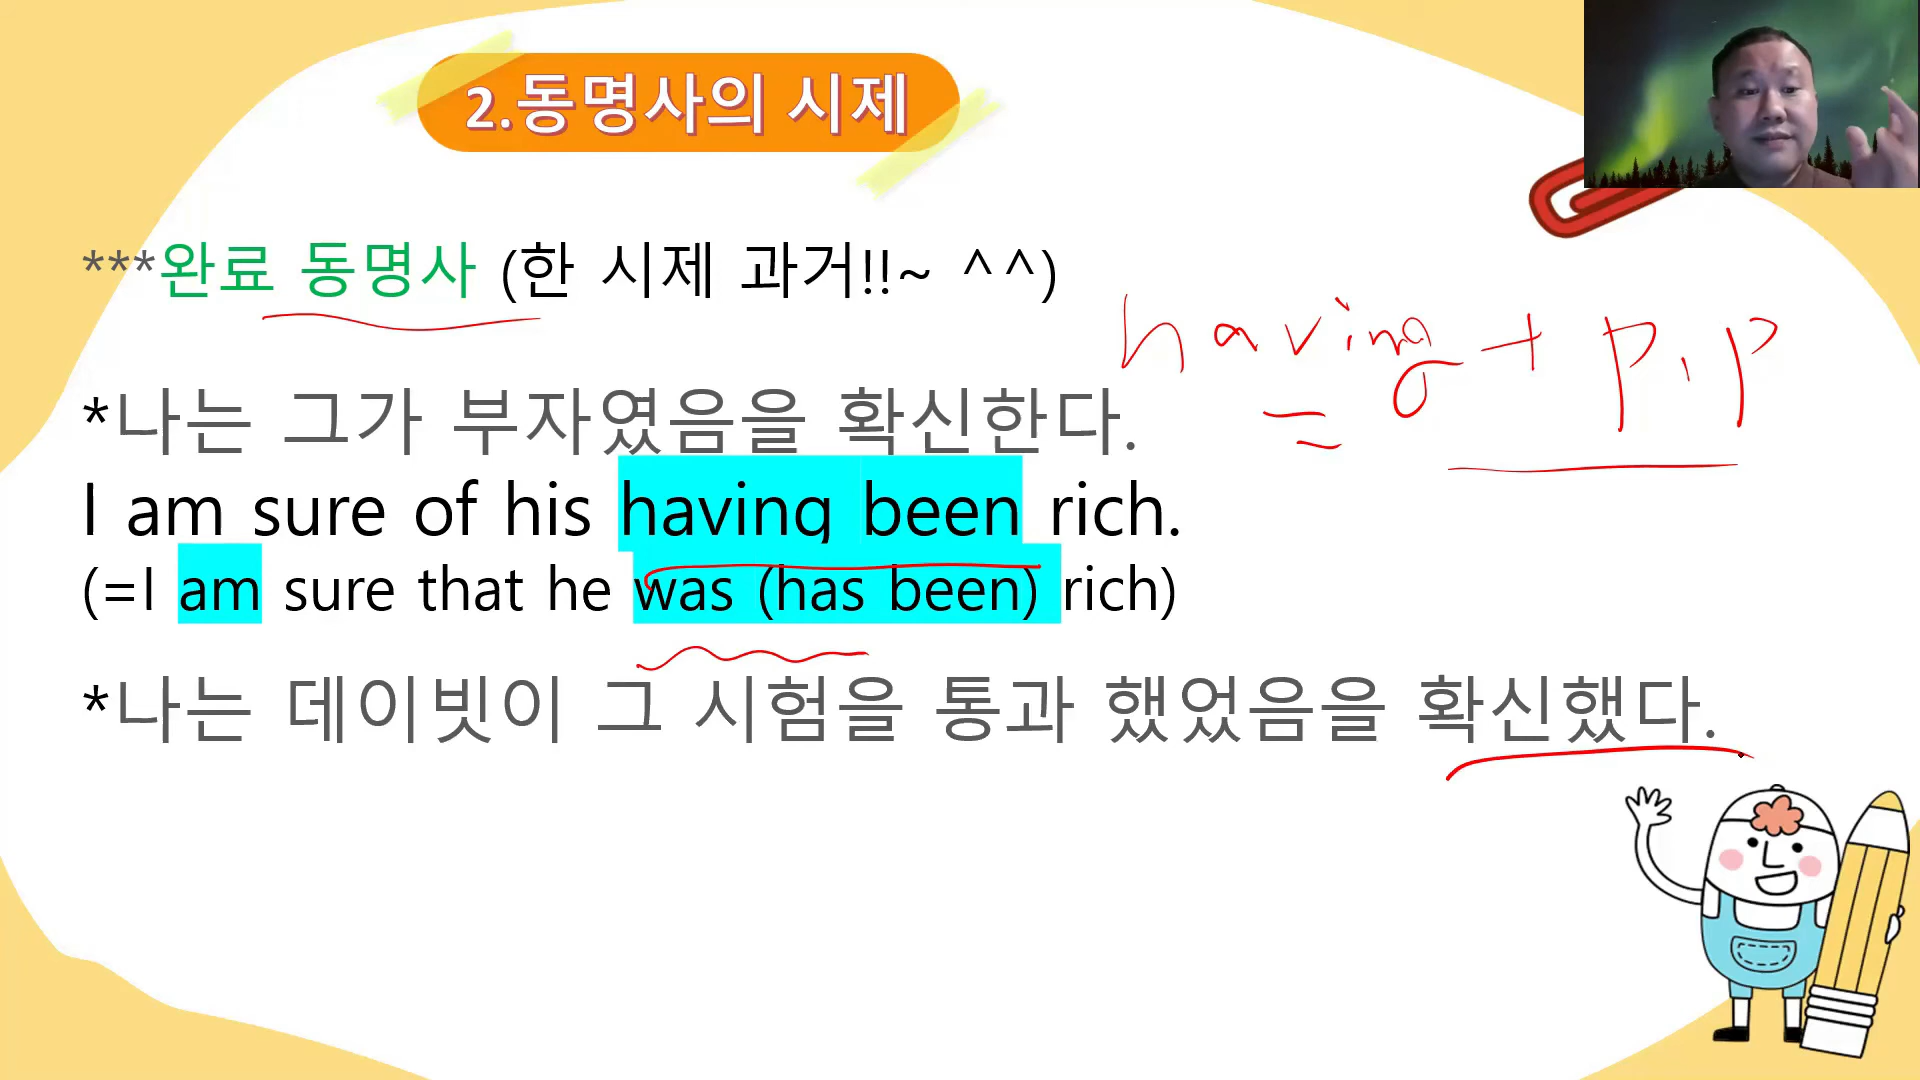 2.동명사의 시제
***완료 동명사 (한 시제 과거!!~ ^^)
having + p.p
*나는 그가 부자였음을 확신한다.
I am sure of his having been rich.
(=I am sure that he was (has been) rich)
*나는 데이빗이 그 시험을 통과 했었음을 확신했다.